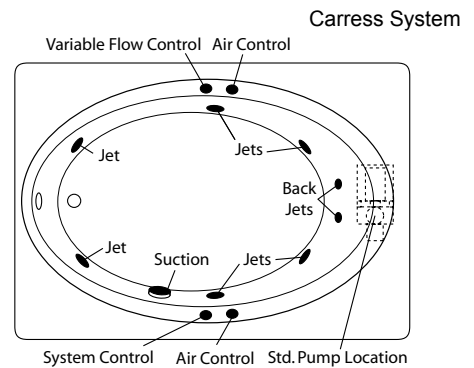 Carress System
Variable Flow Control Air Control
Jet
Jets
Back
Jets
Jet
Suction
Jets
System Control Air Control Std. Pump Location